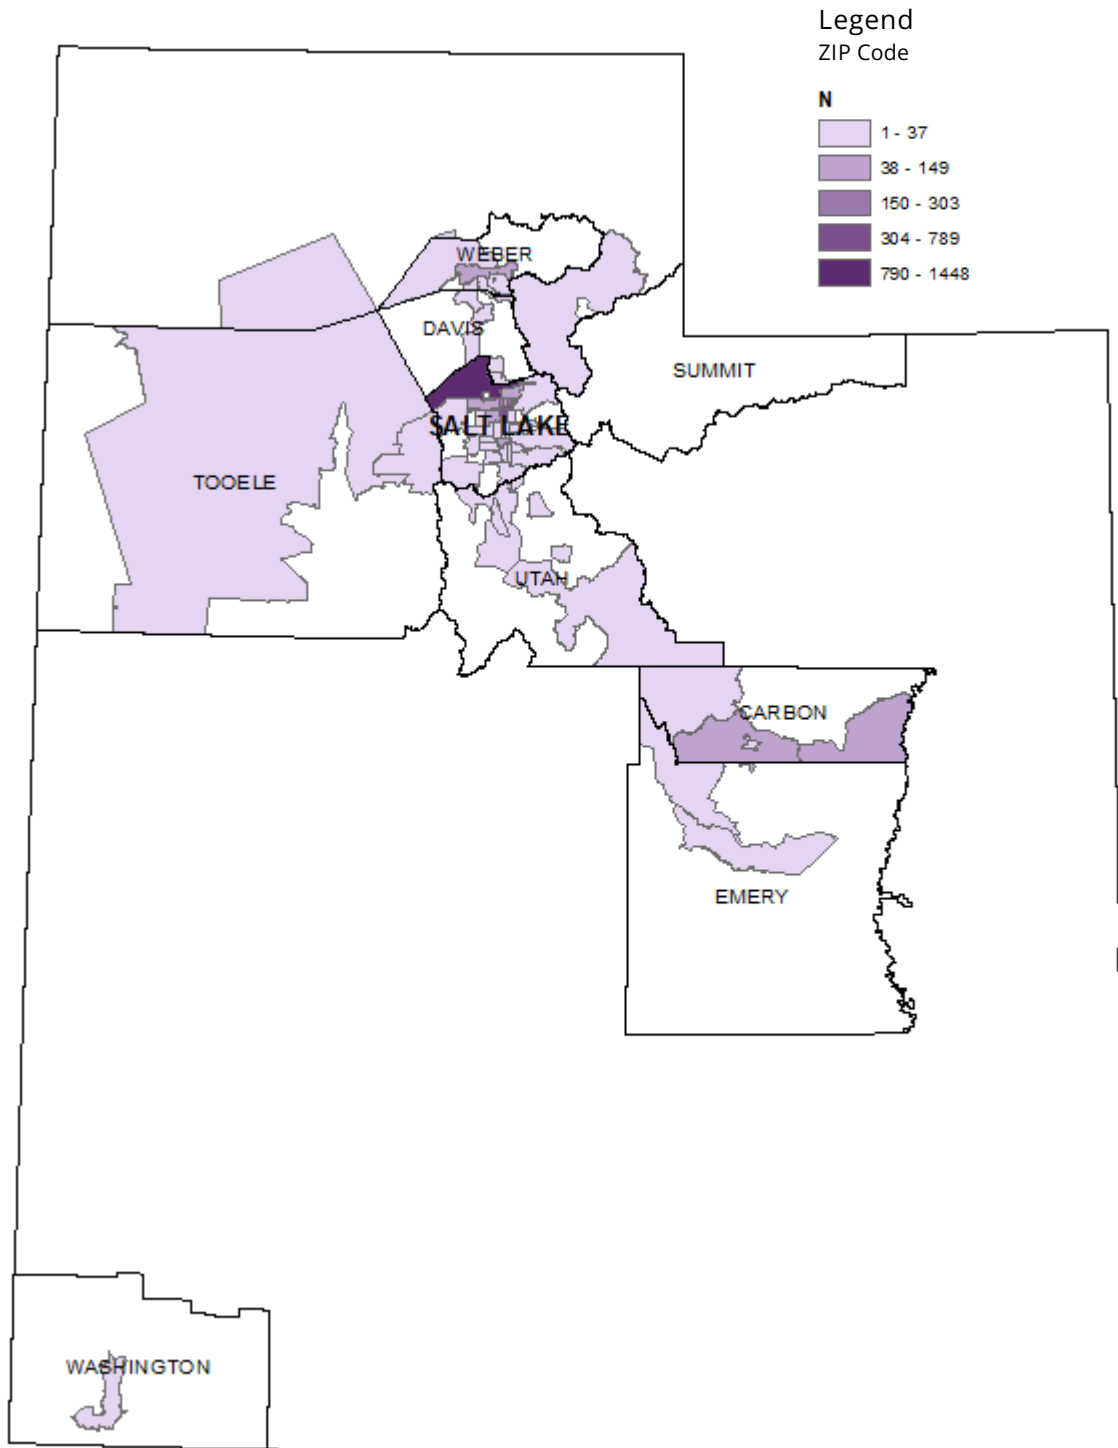 Legend
ZIP Code
N
1 - 37
38 - 149
150 - 303
304 - 789
790 - 1448
WEBER
DAVIS
SUMMIT
SALT LAKE
TOOELE
UTAH
CARBON
EMERY
WASHINGTON